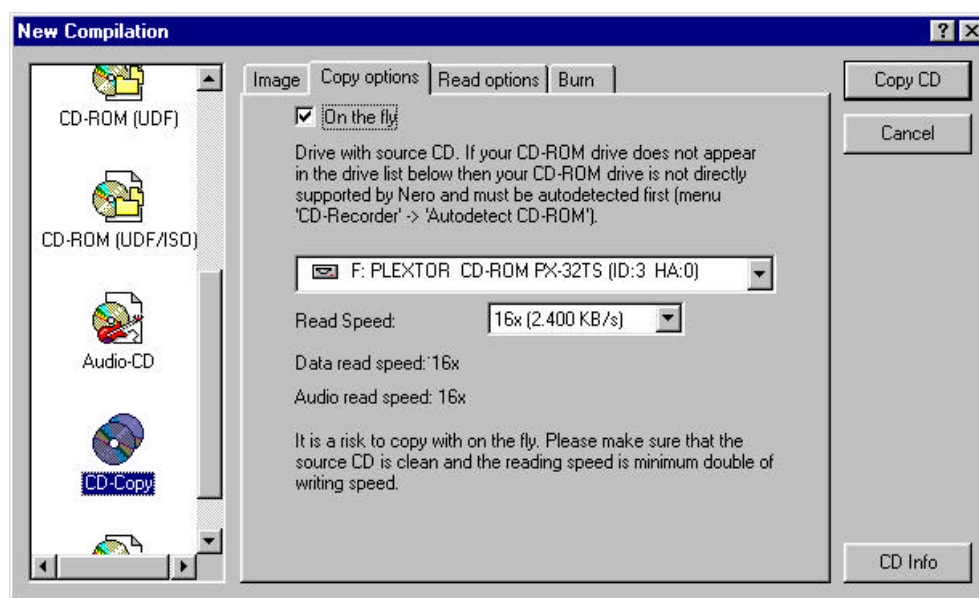 New Compilation
CD-ROM (UDF)
CD-ROM (UDF/ISO)
Audio-CD
CD-Copy
Image
Copy options
Read options
Burn
On the fly
Drive with source CD. If your CD-ROM drive does not appear
in the drive list below then your CD-ROM drive is not directly
supported by Nero and must be autodetected first (menu
'CD-Recorder' -> 'Autodetect CD-ROM').
F: PLEXTOR CD-ROM PX-32TS (ID:3 HA:0)
Read Speed:
16x (2.400 KB/s)
Data read speed: 16x
Audio read speed: 16x
It is a risk to copy with on the fly. Please make sure that the
source CD is clean and the reading speed is minimum double of
writing speed.
Copy CD
Cancel
CD Info